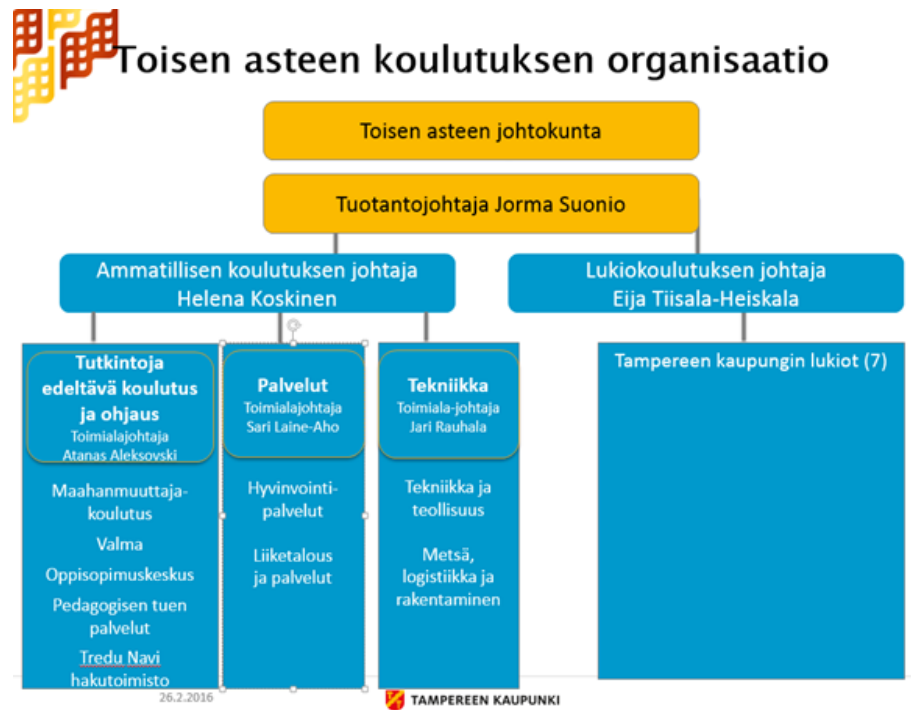 Toisen asteen koulutuksen organisaatio
Toisen asteen johtokunta
Tuotantojohtaja Jorma Suonio
Ammatillisen koulutuksen johtaja
Helena Koskinen
Lukiokoulutuksen johtaja
Eija Tiisala-Heiskala
Tutkintoja
edeltävä koulutus
ja ohjaus
Toimialajohtaja
Atanas Aleksovski
Maahanmuuttaja-
koulutus
Valma
Oppisopimuskeskus
Pedagogisen tuen
palvelut
Tredu Navi
hakutoimisto
Palvelut
Toimialajohtaja
Sari Laine-Aho
Hyvinvointi-
palvelut
Liiketalous
ja palvelut
Tekniikka
Toimiala-johtaja
Jari Rauhala
Tekniikka ja
teollisuus
Metsä,
logistiikka ja
rakentaminen
Tampereen kaupungin lukiot (7)
26.2.2016
TAMPEREEN KAUPUNKI